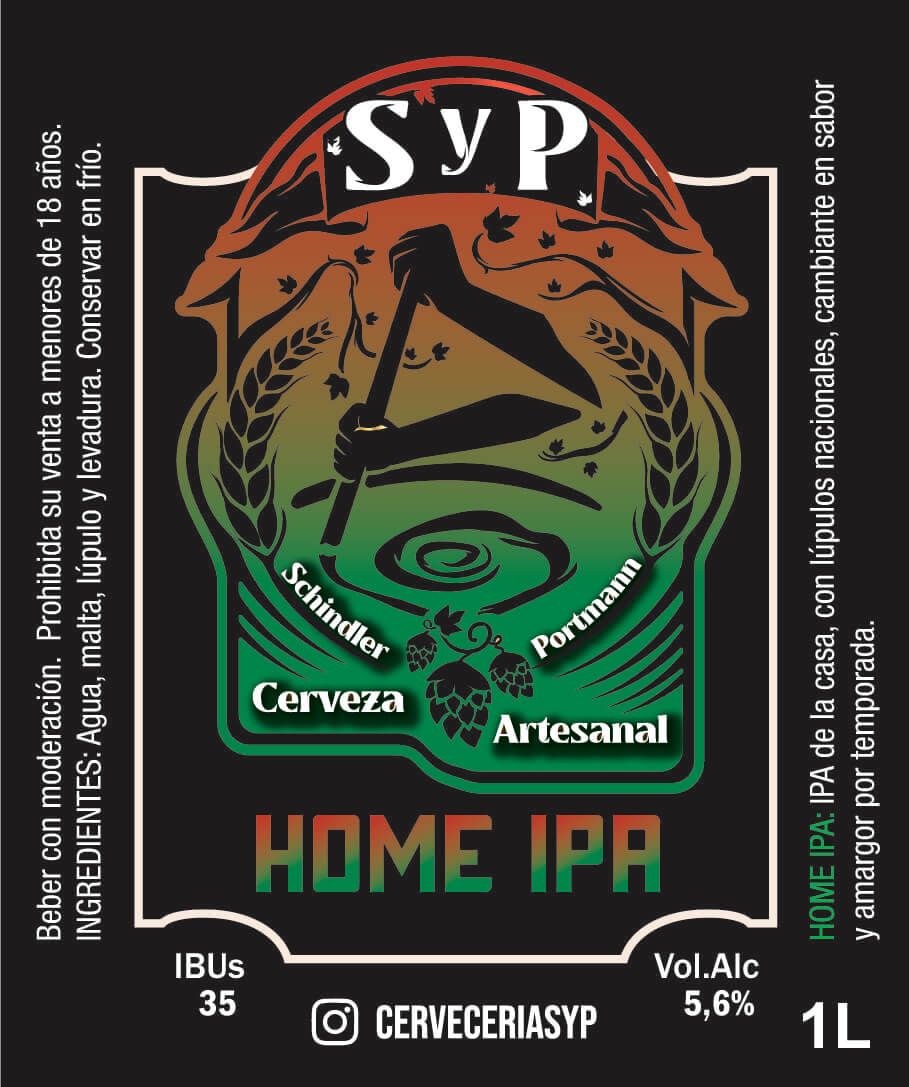 SyP
Schindler
Portmann
Cerveza
Artesanal
HOME IPA
IBUs
35
Vol.Alc
5,6%
CERVECERIASYP
1L
Beber con moderación.  Prohibida su venta a menores de 18 años.
INGREDIENTES: Agua, malta, lúpulo y levadura. Conservar en frío.
HOME IPA: IPA de la casa, con lúpulos nacionales, cambiante en sabor
y amargor por temporada.